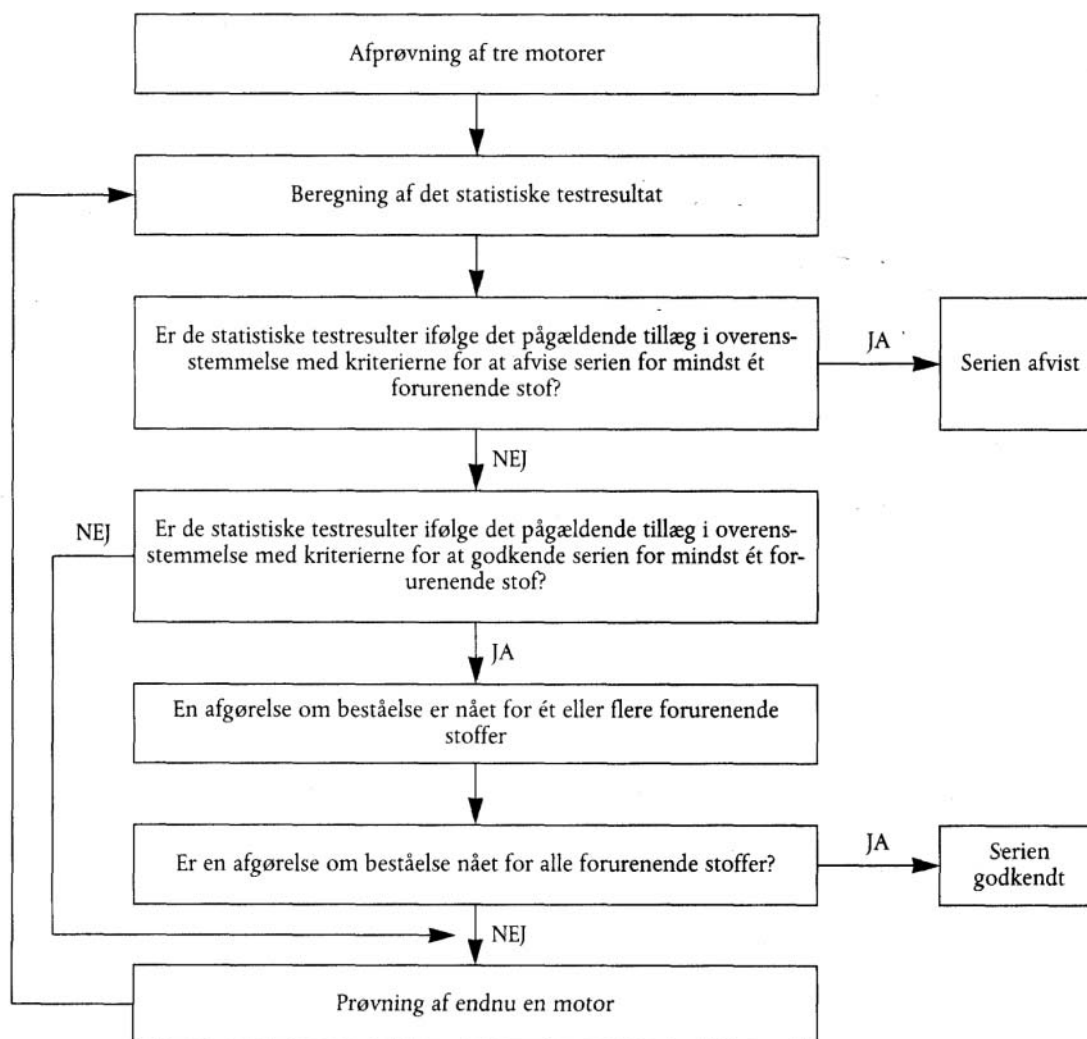 Afprøvning af tre motorer
Beregning af det statistiske testresultat
Er de statistiske testresulter ifølge det pågældende tillæg i overens-
stemmelse med kriterierne for at afvise serien for mindst ét
forurenende stof?
JA
Serien afvist
NEJ
NEJ
Er de statistiske testresulter ifølge det pågældende tillæg i overens-
stemmelse med kriterierne for at godkende serien for mindst ét for-
urenende stof?
JA
En afgørelse om beståelse er nået for ét eller flere forurenende
stoffer
Er en afgørelse om beståelse nået for alle forurenende stoffer?
JA
Serien
godkendt
NEJ
Prøvning af endnu en motor